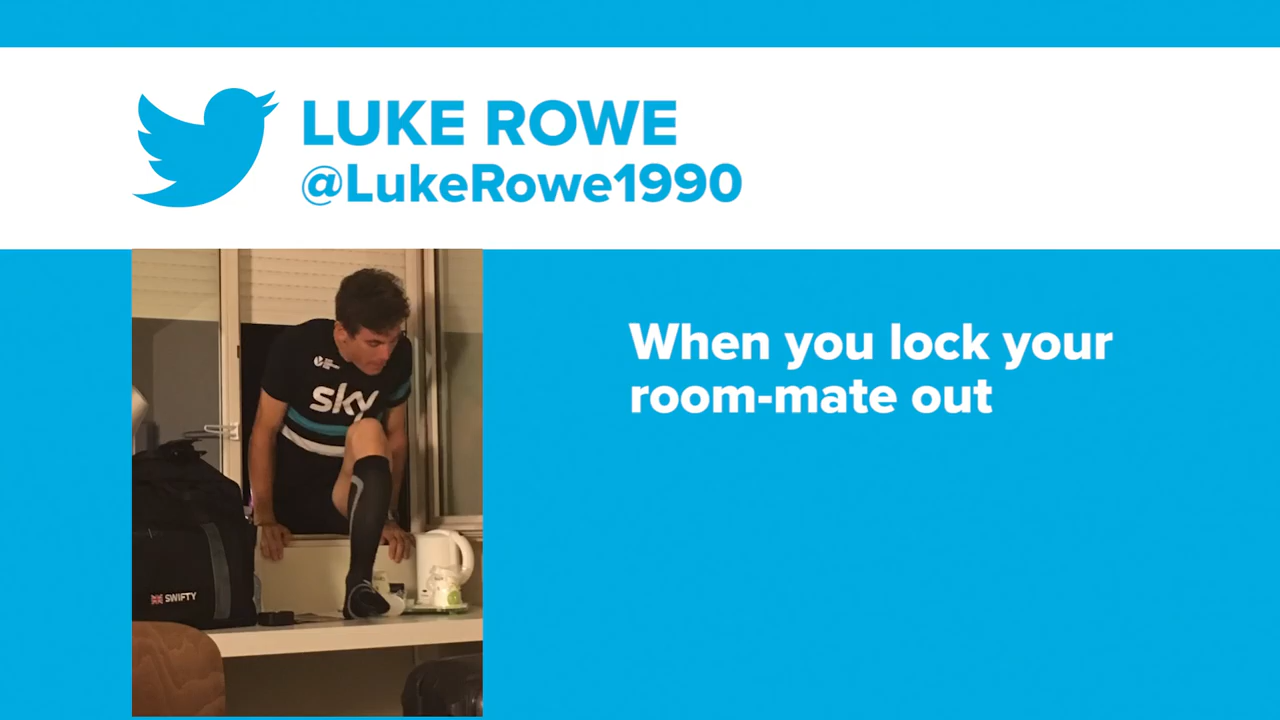 LUKE ROWE
@LukeRowe1990
When you lock your
room-mate out
sky
SWIFTY